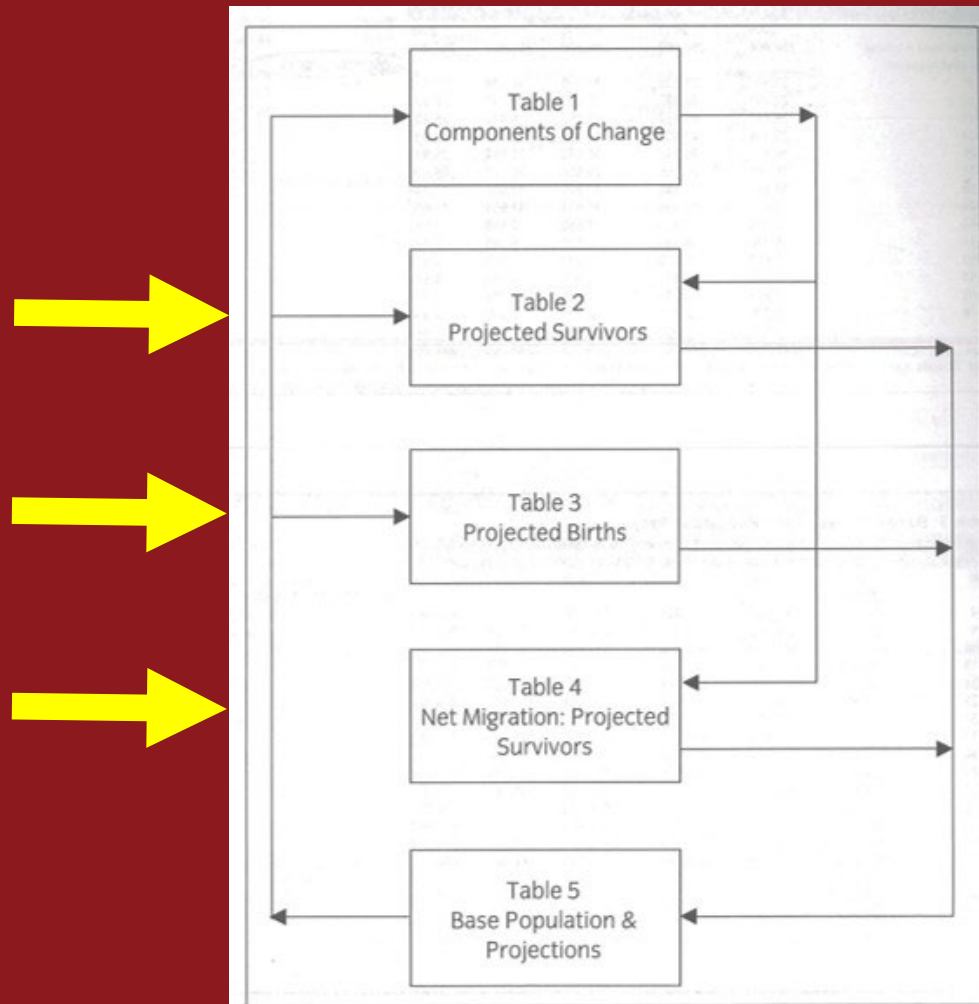 Table 1
Components of Change
Table 2
Projected Survivors
Table 3
Projected Births
Table 4
Net Migration: Projected
Survivors
Table 5
Base Population &
Projections